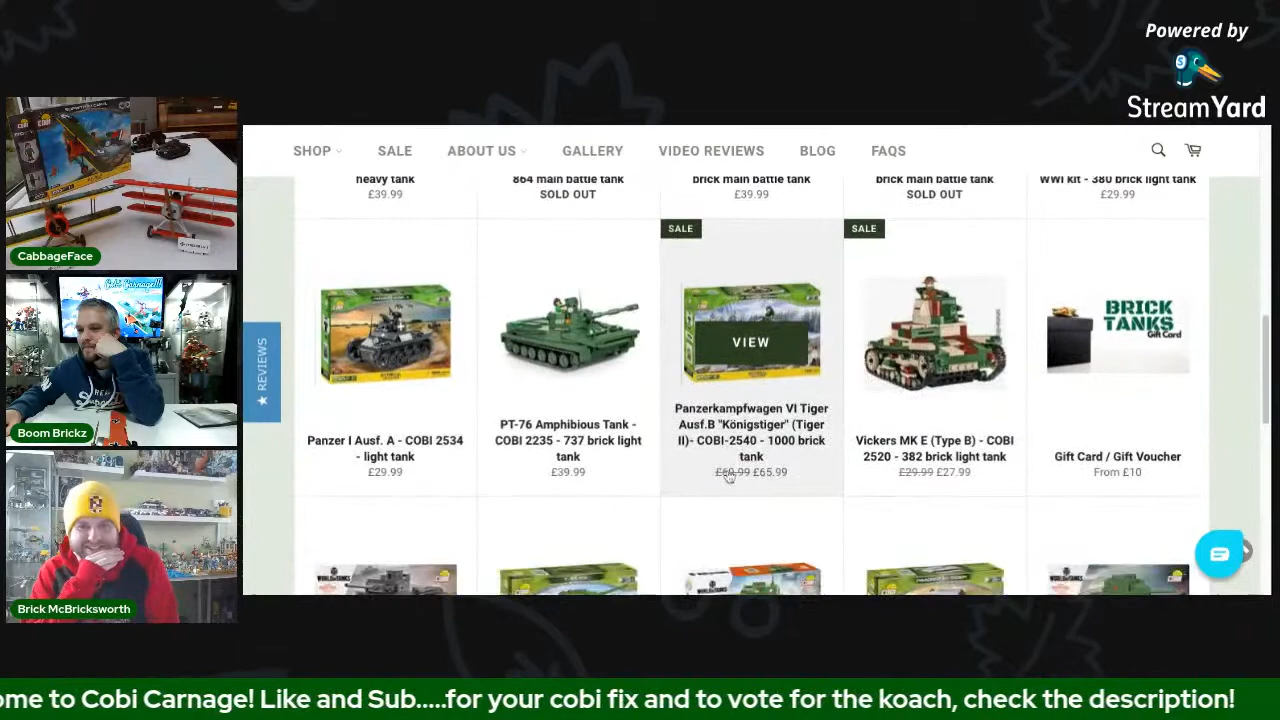 Powered by
StreamYard
CabbageFace
Cobi Carnage!!!
Boom Brickz
Brick McBricksworth
SHOP
SALE
ABOUT US
GALLERY
VIDEO REVIEWS
BLOG
FAQS
heavy tank
£39.99
864 main battle tank
SOLD OUT
brick main battle tank
£39.99
brick main battle tank
SOLD OUT
WWI kit - 380 brick light tank
£29.99
★ REVIEWS
Panzer I Ausf. A - COBI 2534
- light tank
£29.99
PT-76 Amphibious Tank -
COBI 2235 - 737 brick light
tank
£39.99
SALE
VIEW
Panzerkampfwagen VI Tiger
Ausf.B "Königstiger" (Tiger
II)- COBI-2540 - 1000 brick
tank
£65.99
SALE
Vickers MK E (Type B) - COBI
2520 - 382 brick light tank
£29.99 £27.99
BRICK
TANKS
Gift Card
Gift Card / Gift Voucher
From £10
ome to Cobi Carnage! Like and Sub.....for your cobi fix and to vote for the koach, check the description!